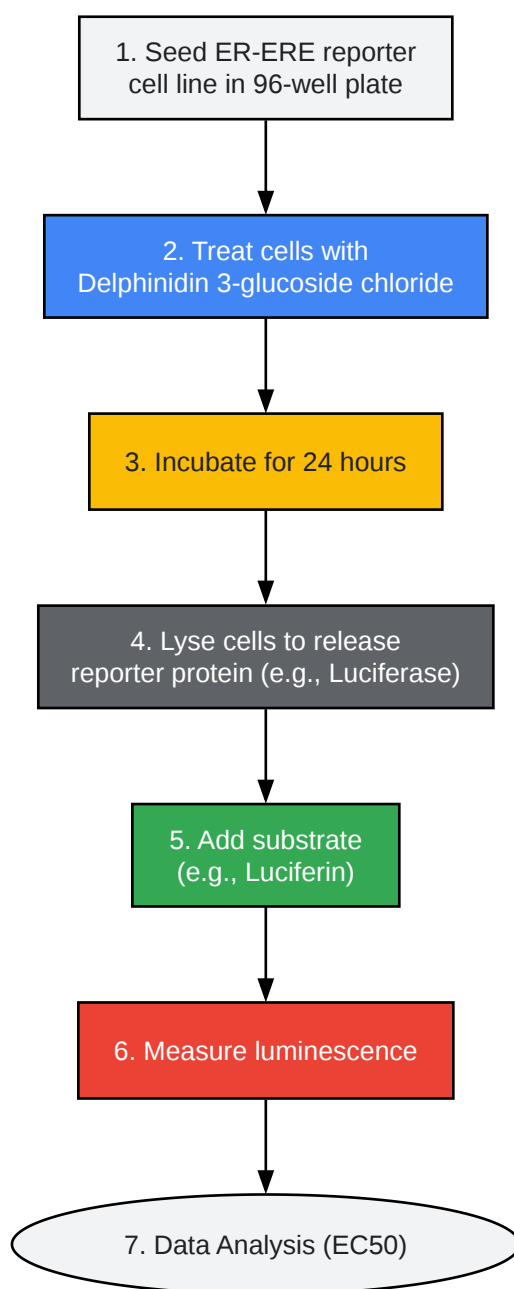 1. Seed ER-ERE reporter
cell line in 96-well plate
2. Treat cells with
Delphinidin 3-glucoside chloride
3. Incubate for 24 hours
4. Lyse cells to release
reporter protein (e.g., Luciferase)
5. Add substrate
(e.g., Luciferin)
6. Measure luminescence
7. Data Analysis (EC50)